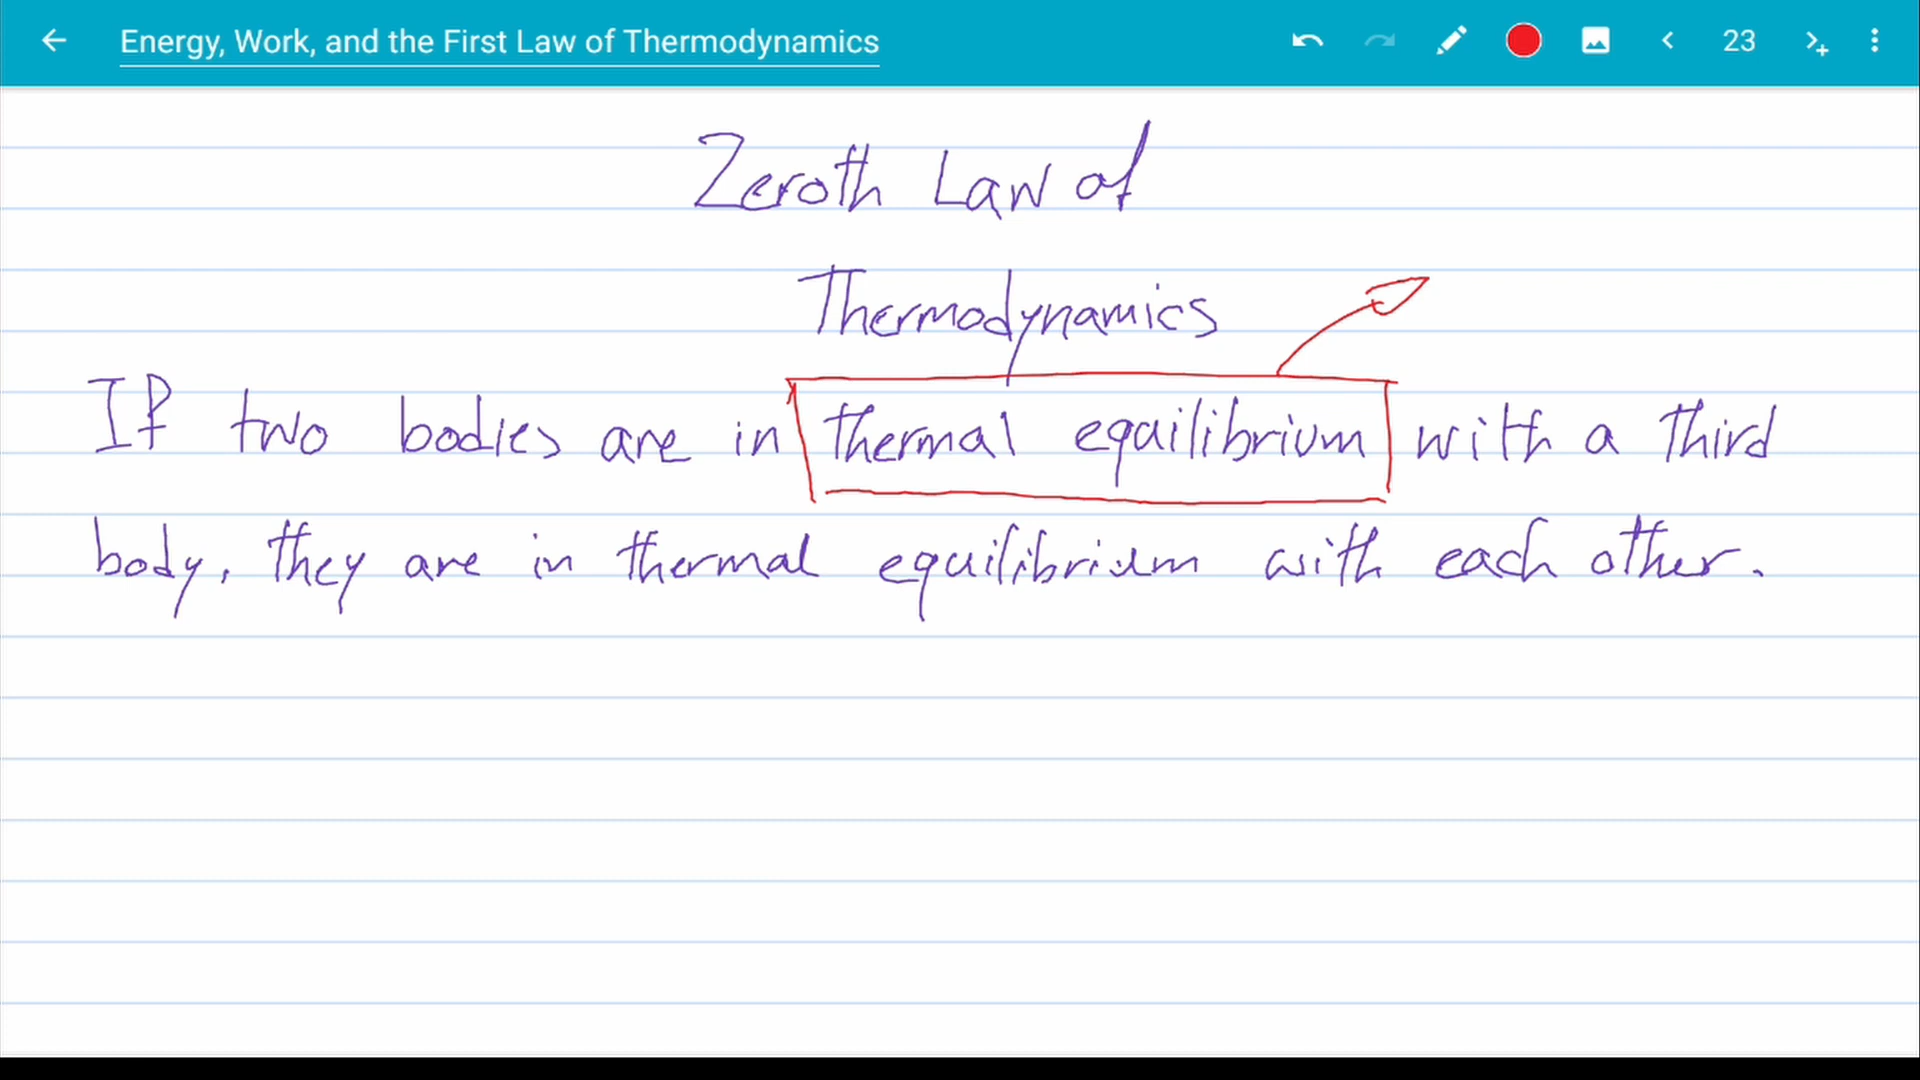 Energy, Work, and the First Law of Thermodynamics 23
Zeroth Law of
Thermodynamics
If two bodies are in thermal equilibrium with a third
body, they are in thermal equilibrium with each other.